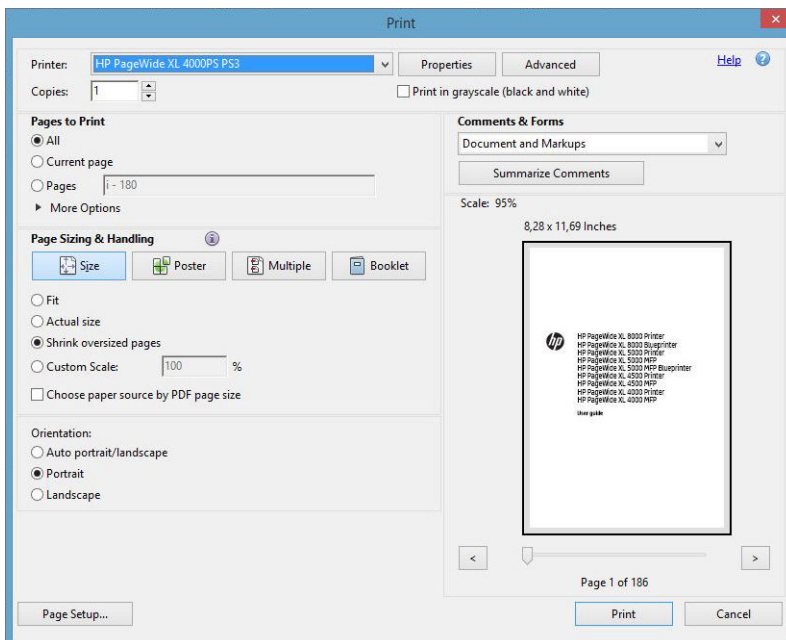 Print
Printer: HP PageWide XL 4000PS PS3 Properties Advanced Help
Copies: 1 Print in grayscale (black and white)
Pages to Print
All
Current page
Pages i - 180
More Options
Page Sizing & Handling
Size Poster Multiple Booklet
Fit
Actual size
Shrink oversized pages
Custom Scale: 100 %
Choose paper source by PDF page size
Orientation:
Auto portrait/landscape
Portrait
Landscape
Comments & Forms
Document and Markups
Summarize Comments
Scale: 95%
8,28 x 11,69 Inches
hp
HP PageWide XL 8000 Printer
HP PageWide XL 8000 Blueprinter
HP PageWide XL 5000 Printer
HP PageWide XL 5000 MFP
HP PageWide XL 5000 MFP Blueprinter
HP PageWide XL 4500 Printer
HP PageWide XL 4500 MFP
HP PageWide XL 4000 Printer
HP PageWide XL 4000 MFP
User guide
< >
Page 1 of 186
Page Setup... Print Cancel